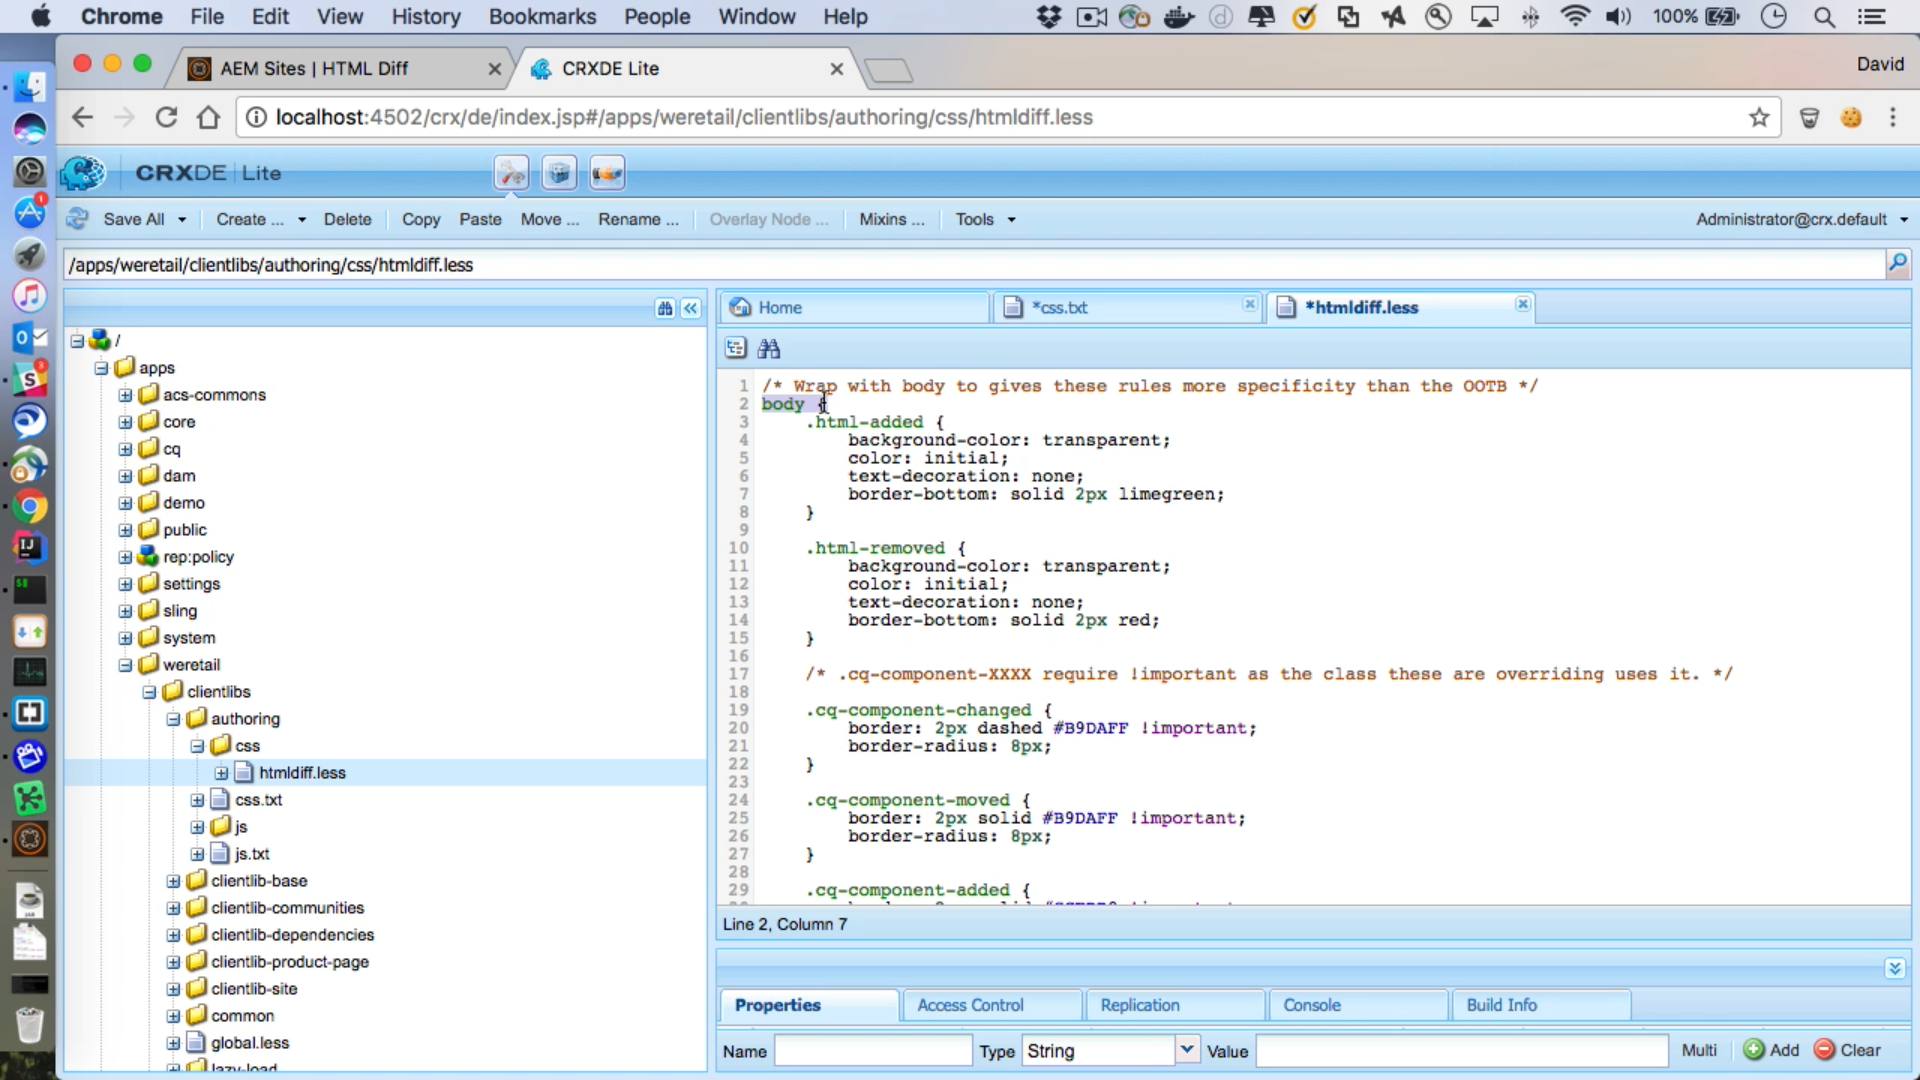 Chrome File Edit View History Bookmarks People Window Help 100%
AEM Sites | HTML Diff
CRXDE Lite
David
localhost:4502/crx/de/index.jsp#/apps/weretail/clientlibs/authoring/css/htmldiff.less
CRXDE | Lite
Save All Create ... Delete Copy Paste Move ... Rename ... Overlay Node ... Mixins ... Tools Administrator@crx.default
/apps/weretail/clientlibs/authoring/css/htmldiff.less
Home
*css.txt
*htmldiff.less
/
apps
acs-commons
core
cq
dam
demo
public
rep:policy
settings
sling
system
weretail
clientlibs
authoring
css
htmldiff.less
css.txt
js
js.txt
clientlib-base
clientlib-communities
clientlib-dependencies
clientlib-product-page
clientlib-site
common
global.less
lazy-load
1 /* Wrap with body to gives these rules more specificity than the OOTB */
2 body {
3 .html-added {
4 background-color: transparent;
5 color: initial;
6 text-decoration: none;
7 border-bottom: solid 2px limegreen;
8 }
9
10 .html-removed {
11 background-color: transparent;
12 color: initial;
13 text-decoration: none;
14 border-bottom: solid 2px red;
15 }
16
17 /* .cq-component-XXXX require !important as the class these are overriding uses it. */
18
19 .cq-component-changed {
20 border: 2px dashed #B9DAFF !important;
21 border-radius: 8px;
22 }
23
24 .cq-component-moved {
25 border: 2px solid #B9DAFF !important;
26 border-radius: 8px;
27 }
28
29 .cq-component-added {
Line 2, Column 7
Properties Access Control Replication Console Build Info
Name Type String Value Multi Add Clear